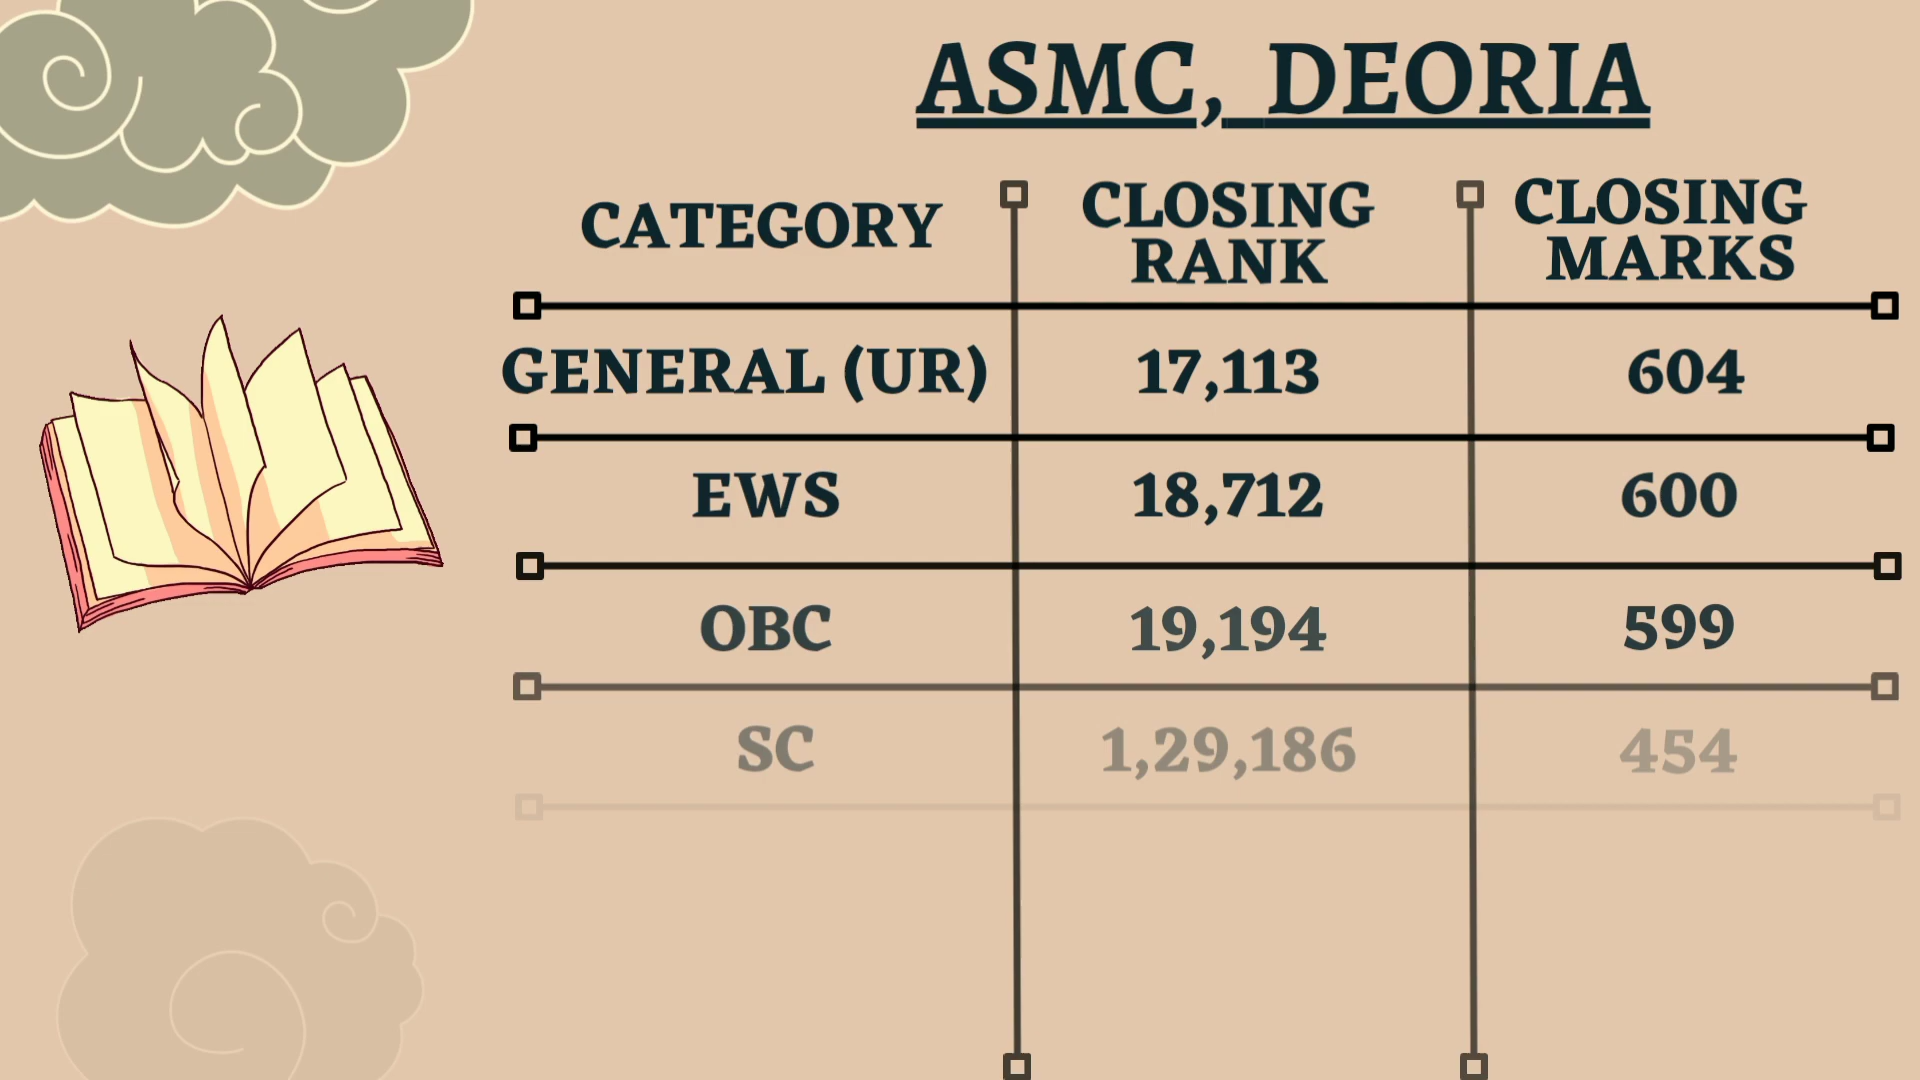 ASMC, DEORIA
CATEGORY
CLOSING
RANK
CLOSING
MARKS
GENERAL (UR)
17,113
604
EWS
18,712
600
OBC
19,194
599
SC
1,29,186
454